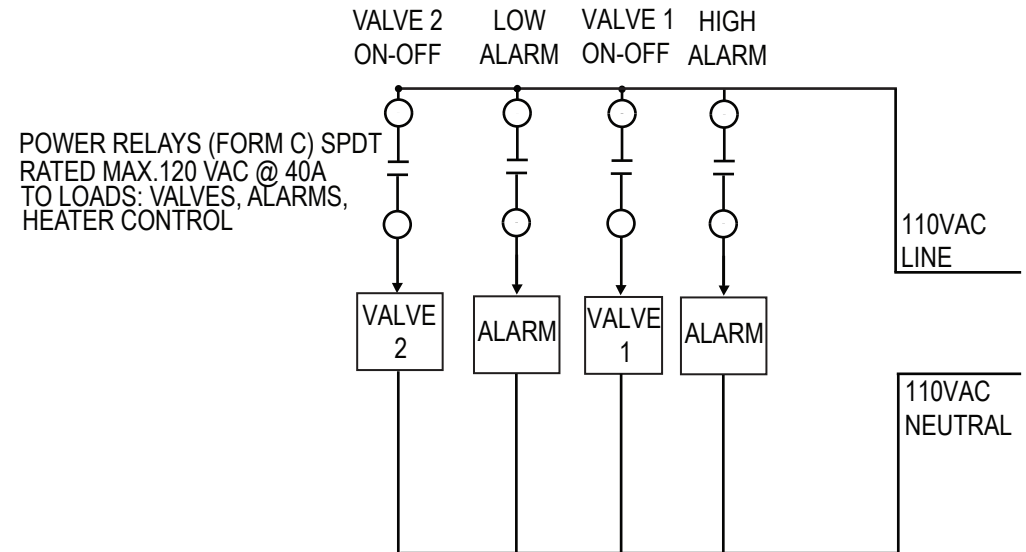 VALVE 2
ON-OFF
LOW
ALARM
VALVE 1
ON-OFF
HIGH
ALARM
POWER RELAYS (FORM C) SPDT
RATED MAX.120 VAC @ 40A
TO LOADS: VALVES, ALARMS,
HEATER CONTROL
110VAC
LINE
VALVE
2
ALARM
VALVE
1
ALARM
110VAC
NEUTRAL